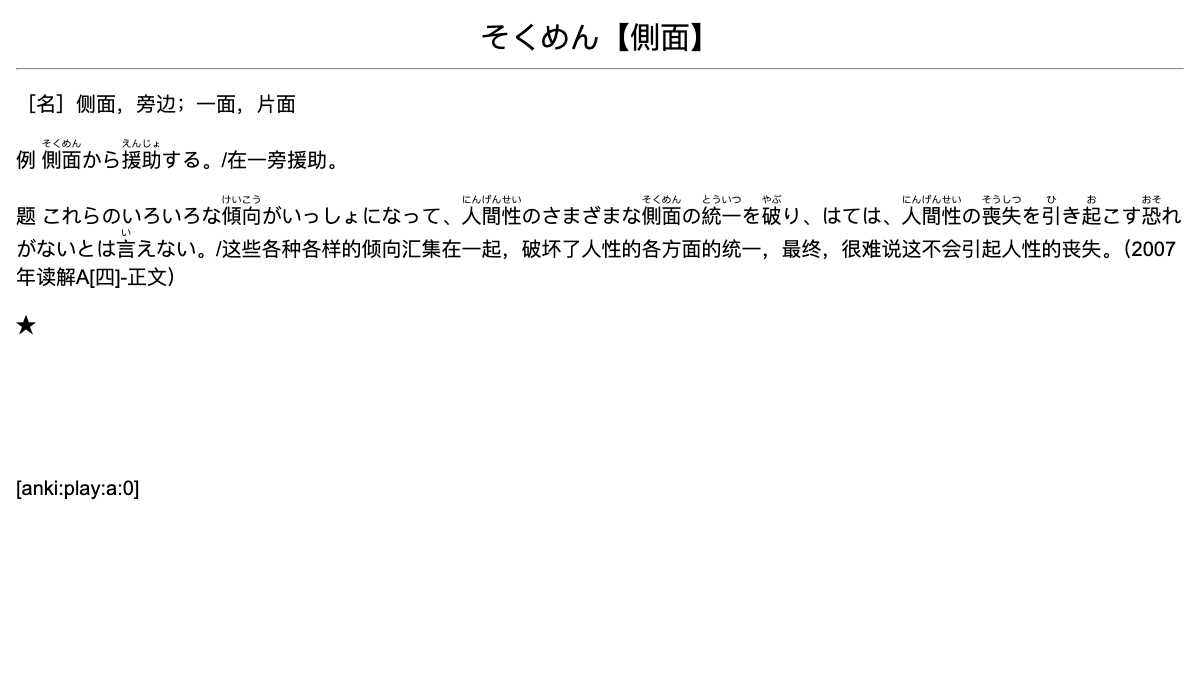 そくめん【側面】
［名］侧面，旁边；一面，片面
そくめん えんじょ
例 側面から援助する。/在一旁援助。
けいこう にんげんせい そくめん とういつ やぶ にんげんせい そうしつ ひ お おそ
题 これらのいろいろな傾向がいっしょになって、人間性のさまざまな側面の統一を破り、はては、人間性の喪失を引き起こす恐れ
い
がないとは言えない。/这些各种各样的倾向汇集在一起，破坏了人性的各方面的统一，最终，很难说这不会引起人性的丧失。（2007
年读解A[四]-正文）
★
[anki:play:a:0]